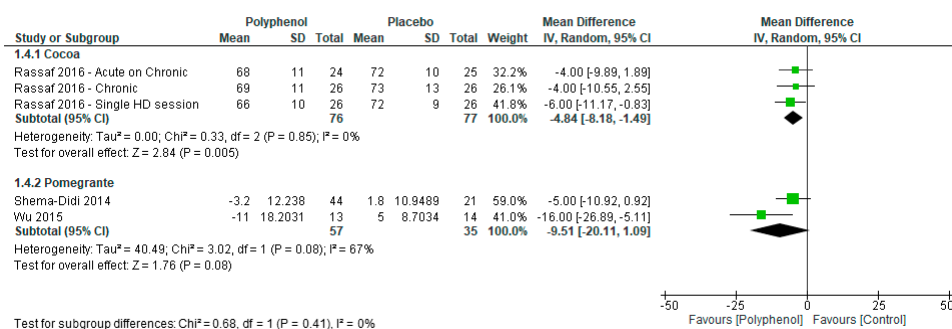 Polyphenol Placebo Mean Difference Mean Difference
Study or Subgroup Mean SD Total Mean SD Total Weight IV, Random, 95% CI IV, Random, 95% CI
1.4.1 Cocoa
Rassaf 2016 - Acute on Chronic 68 11 24 72 10 25 32.2% -4.00 [-9.89, 1.89]
Rassaf 2016 - Chronic 69 11 26 73 13 26 26.1% -4.00 [-10.55, 2.55]
Rassaf 2016 - Single HD session 66 10 26 72 9 26 41.8% -6.00 [-11.17, -0.83]
Subtotal (95% CI) 76 77 100.0% -4.84 [-8.18, -1.49]
Heterogeneity: Tau² = 0.00; Chi² = 0.33, df = 2 (P = 0.85); I² = 0%
Test for overall effect: Z = 2.84 (P = 0.005)
1.4.2 Pomegrante
Shema-Didi 2014 -3.2 12.238 44 1.8 10.9489 21 59.0% -5.00 [-10.92, 0.92]
Wu 2015 -11 18.2031 13 5 8.7034 14 41.0% -16.00 [-26.89, -5.11]
Subtotal (95% CI) 57 35 100.0% -9.51 [-20.11, 1.09]
Heterogeneity: Tau² = 40.49; Chi² = 3.02, df = 1 (P = 0.08); I² = 67%
Test for overall effect: Z = 1.76 (P = 0.08)
-50 -25 0 25 50
Favours [Polyphenol] Favours [Control]
Test for subgroup differences: Chi² = 0.68, df = 1 (P = 0.41), I² = 0%